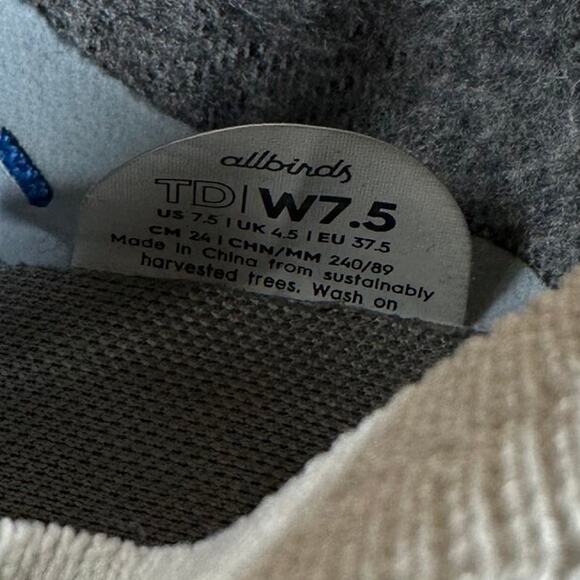 allbirds
TD | W7.5
US 7.5 | UK 4.5 | EU 37.5
CM 24 | CHN/MM 240/89
Made in China from sustainably
harvested trees. Wash on